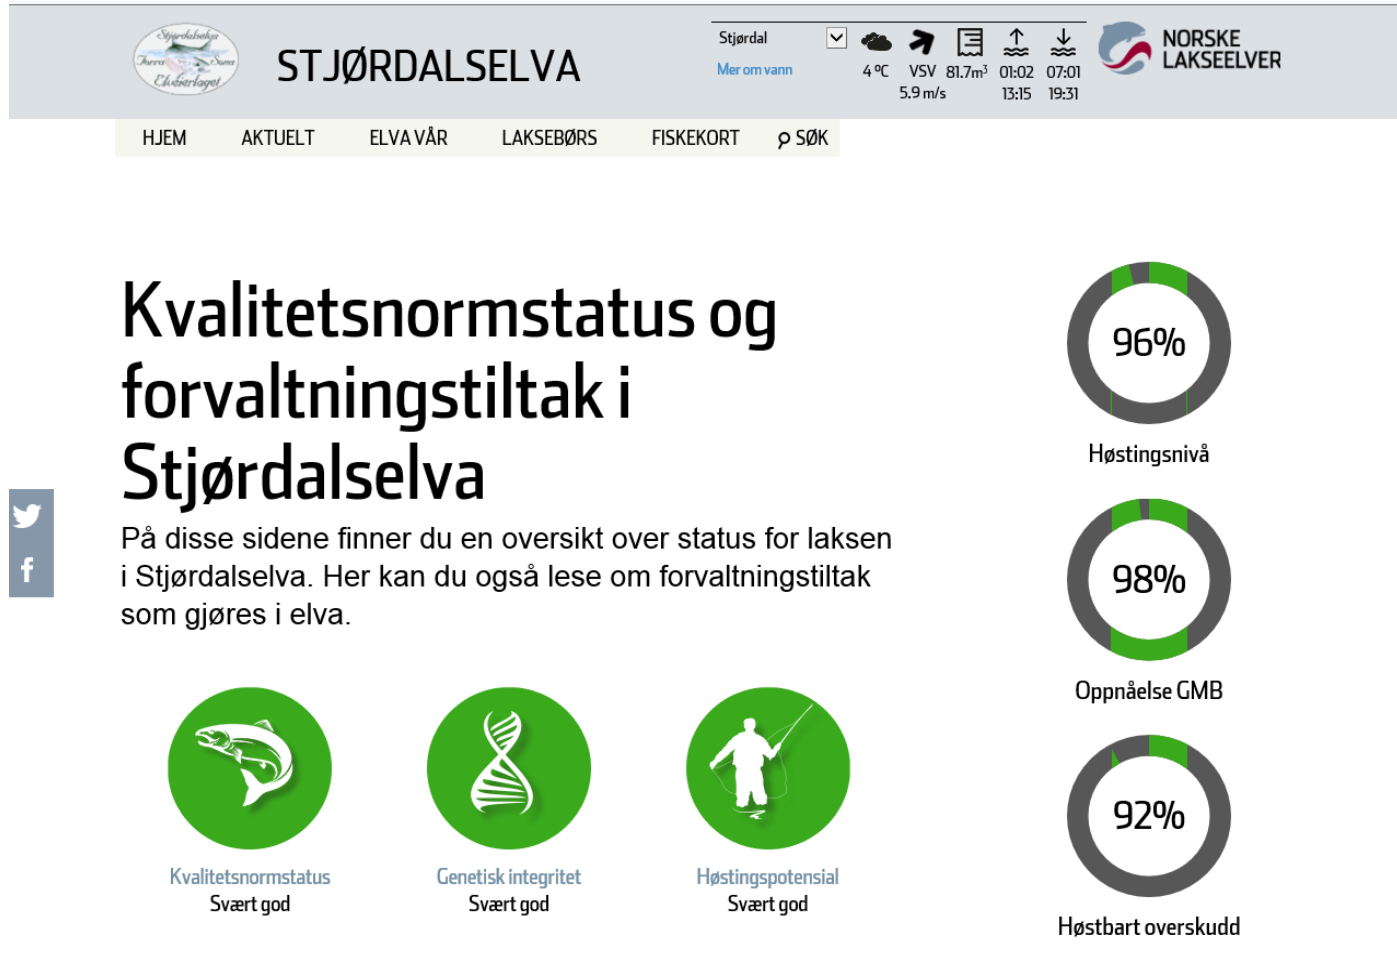 Stjørdalselva
Elveierlaget
STJØRDALSELVA
Stjørdal
Mer om vann
4 ºC
VSV
5.9 m/s
81.7m³
01:02
13:15
07:01
19:31
NORSKE
LAKSEELVER
HJEM
AKTUELT
ELVA VÅR
LAKSEBØRS
FISKEKORT
SØK
Kvalitetsnormstatus og
forvaltningstiltak i
Stjørdalselva
På disse sidene finner du en oversikt over status for laksen
i Stjørdalselva. Her kan du også lese om forvaltningstiltak
som gjøres i elva.
Kvalitetsnormstatus
Svært god
Genetisk integritet
Svært god
Høstingspotensial
Svært god
96%
Høstingsnivå
98%
Oppnåelse GMB
92%
Høstbart overskudd